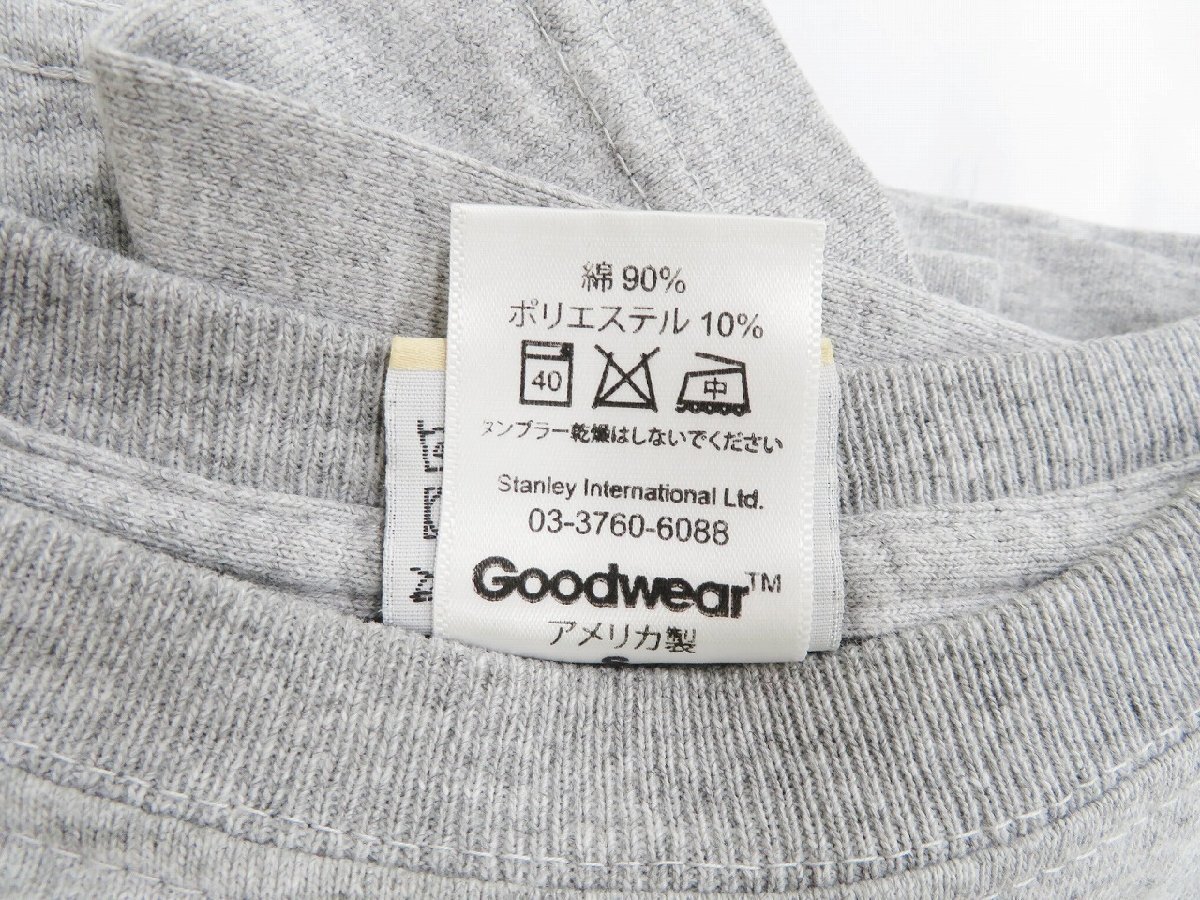 綿 90%
ポリエステル 10%
40 中
タンブラー乾燥はしないでください
Stanley International Ltd.
03-3760-6088
Goodwear™
アメリカ製